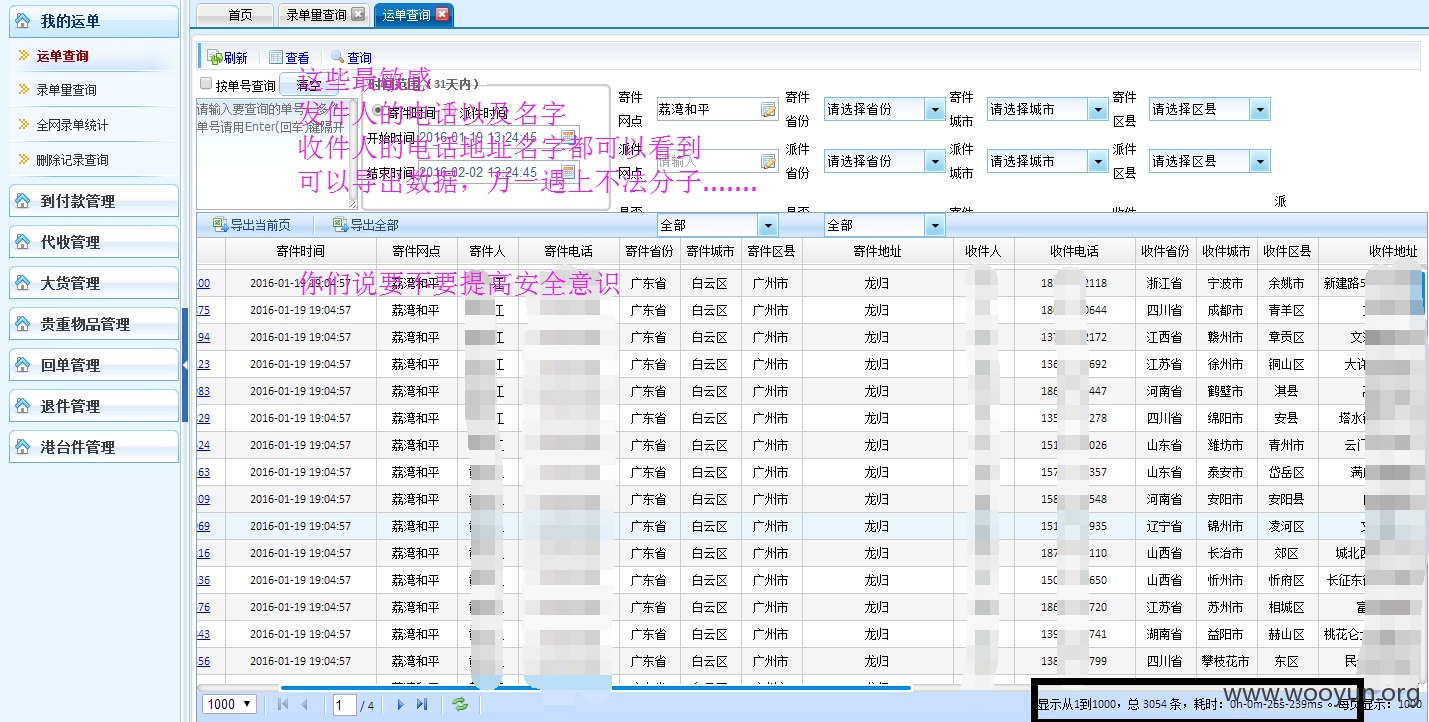 我的运单
运单查询
录单量查询
全网录单统计
删除记录查询
到付款管理
代收管理
大货管理
贵重物品管理
回单管理
退件管理
港台件管理
首页 录单量查询 运单查询
刷新 查看 查询
按单号查询 清空
请输入要查询的单号，多个
单号请用Enter(回车)键隔开
时间范围（31天内）
寄件时间 派件时间
开始时间 2016-01-19 13:24:45
结束时间 2016-02-02 13:24:45
寄件网点 荔湾和平 寄件省份 请选择省份 寄件城市 请选择城市 寄件区县 请选择区县
派件网点 请输入 派件省份 请选择省份 派件城市 请选择城市 派件区县 请选择区县
派
这些最敏感
发件人的电话以及名字
收件人的电话地址名字都可以看到
可以导出数据，万一遇上不法分子.......
你们说要不要提高安全意识
导出当前页 导出全部 全部 全部
寄件时间 寄件网点 寄件人 寄件电话 寄件省份 寄件城市 寄件区县 寄件地址 收件人 收件电话 收件省份 收件城市 收件区县 收件地址
00 2016-01-19 19:04:57 荔湾和平 广东省 白云区 广州市 龙归 18 2118 浙江省 宁波市 余姚市 新建路5
75 2016-01-19 19:04:57 荔湾和平 江 广东省 白云区 广州市 龙归 18 0644 四川省 成都市 青羊区
94 2016-01-19 19:04:57 荔湾和平 江 广东省 白云区 广州市 龙归 13 2172 江西省 赣州市 章贡区 文
23 2016-01-19 19:04:57 荔湾和平 江 广东省 白云区 广州市 龙归 136 692 江苏省 徐州市 铜山区 大许
83 2016-01-19 19:04:57 荔湾和平 江 广东省 白云区 广州市 龙归 186 447 河南省 鹤壁市 淇县
29 2016-01-19 19:04:57 荔湾和平 江 广东省 白云区 广州市 龙归 135 278 四川省 绵阳市 安县 塔水
24 2016-01-19 19:04:57 荔湾和平 广东省 白云区 广州市 龙归 151 026 山东省 潍坊市 青州市 云门
63 2016-01-19 19:04:57 荔湾和平 广东省 白云区 广州市 龙归 157 357 山东省 泰安市 岱岳区 满
09 2016-01-19 19:04:57 荔湾和平 广东省 白云区 广州市 龙归 158 548 河南省 安阳市 安阳县
969 2016-01-19 19:04:57 荔湾和平 广东省 白云区 广州市 龙归 151 935 辽宁省 锦州市 凌河区
16 2016-01-19 19:04:57 荔湾和平 广东省 白云区 广州市 龙归 187 110 山西省 长治市 郊区 城北西
36 2016-01-19 19:04:57 荔湾和平 广东省 白云区 广州市 龙归 150 650 山西省 忻州市 忻府区 长征东
76 2016-01-19 19:04:57 荔湾和平 广东省 白云区 广州市 龙归 186 720 江苏省 苏州市 相城区 富
43 2016-01-19 19:04:57 荔湾和平 广东省 白云区 广州市 龙归 139 741 湖南省 益阳市 赫山区 桃花仑
56 2016-01-19 19:04:57 荔湾和平 广东省 白云区 广州市 龙归 138 799 四川省 攀枝花市 东区 民
1000 1 / 4
显示从1到1000，总 3054 条，耗时：0h-0m-26s-239ms 。每页显示：1000
www.wooyun.org